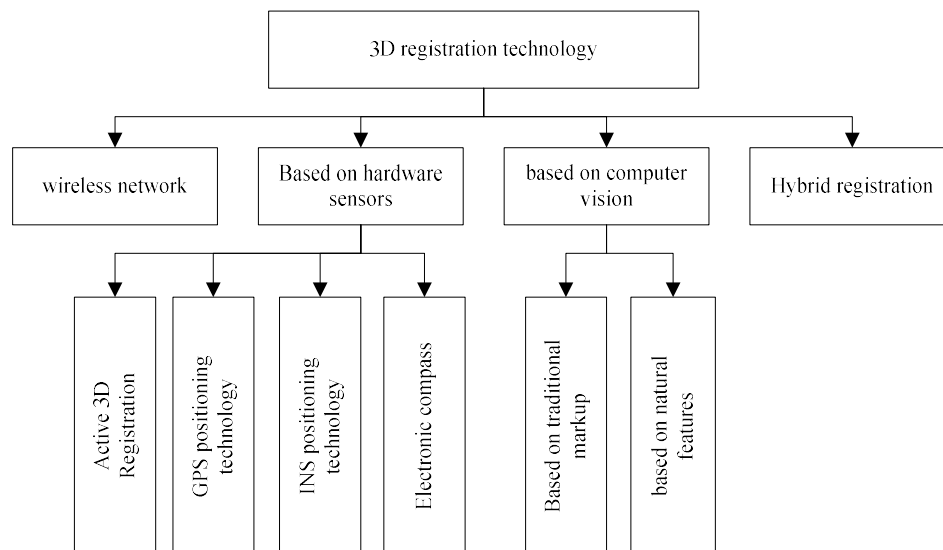 3D registration technology
wireless network
Based on hardware
sensors
based on computer
vision
Hybrid registration
Active 3D
Registration
GPS positioning
technology
INS positioning
technology
Electronic compass
Based on traditional
markup
based on natural
features